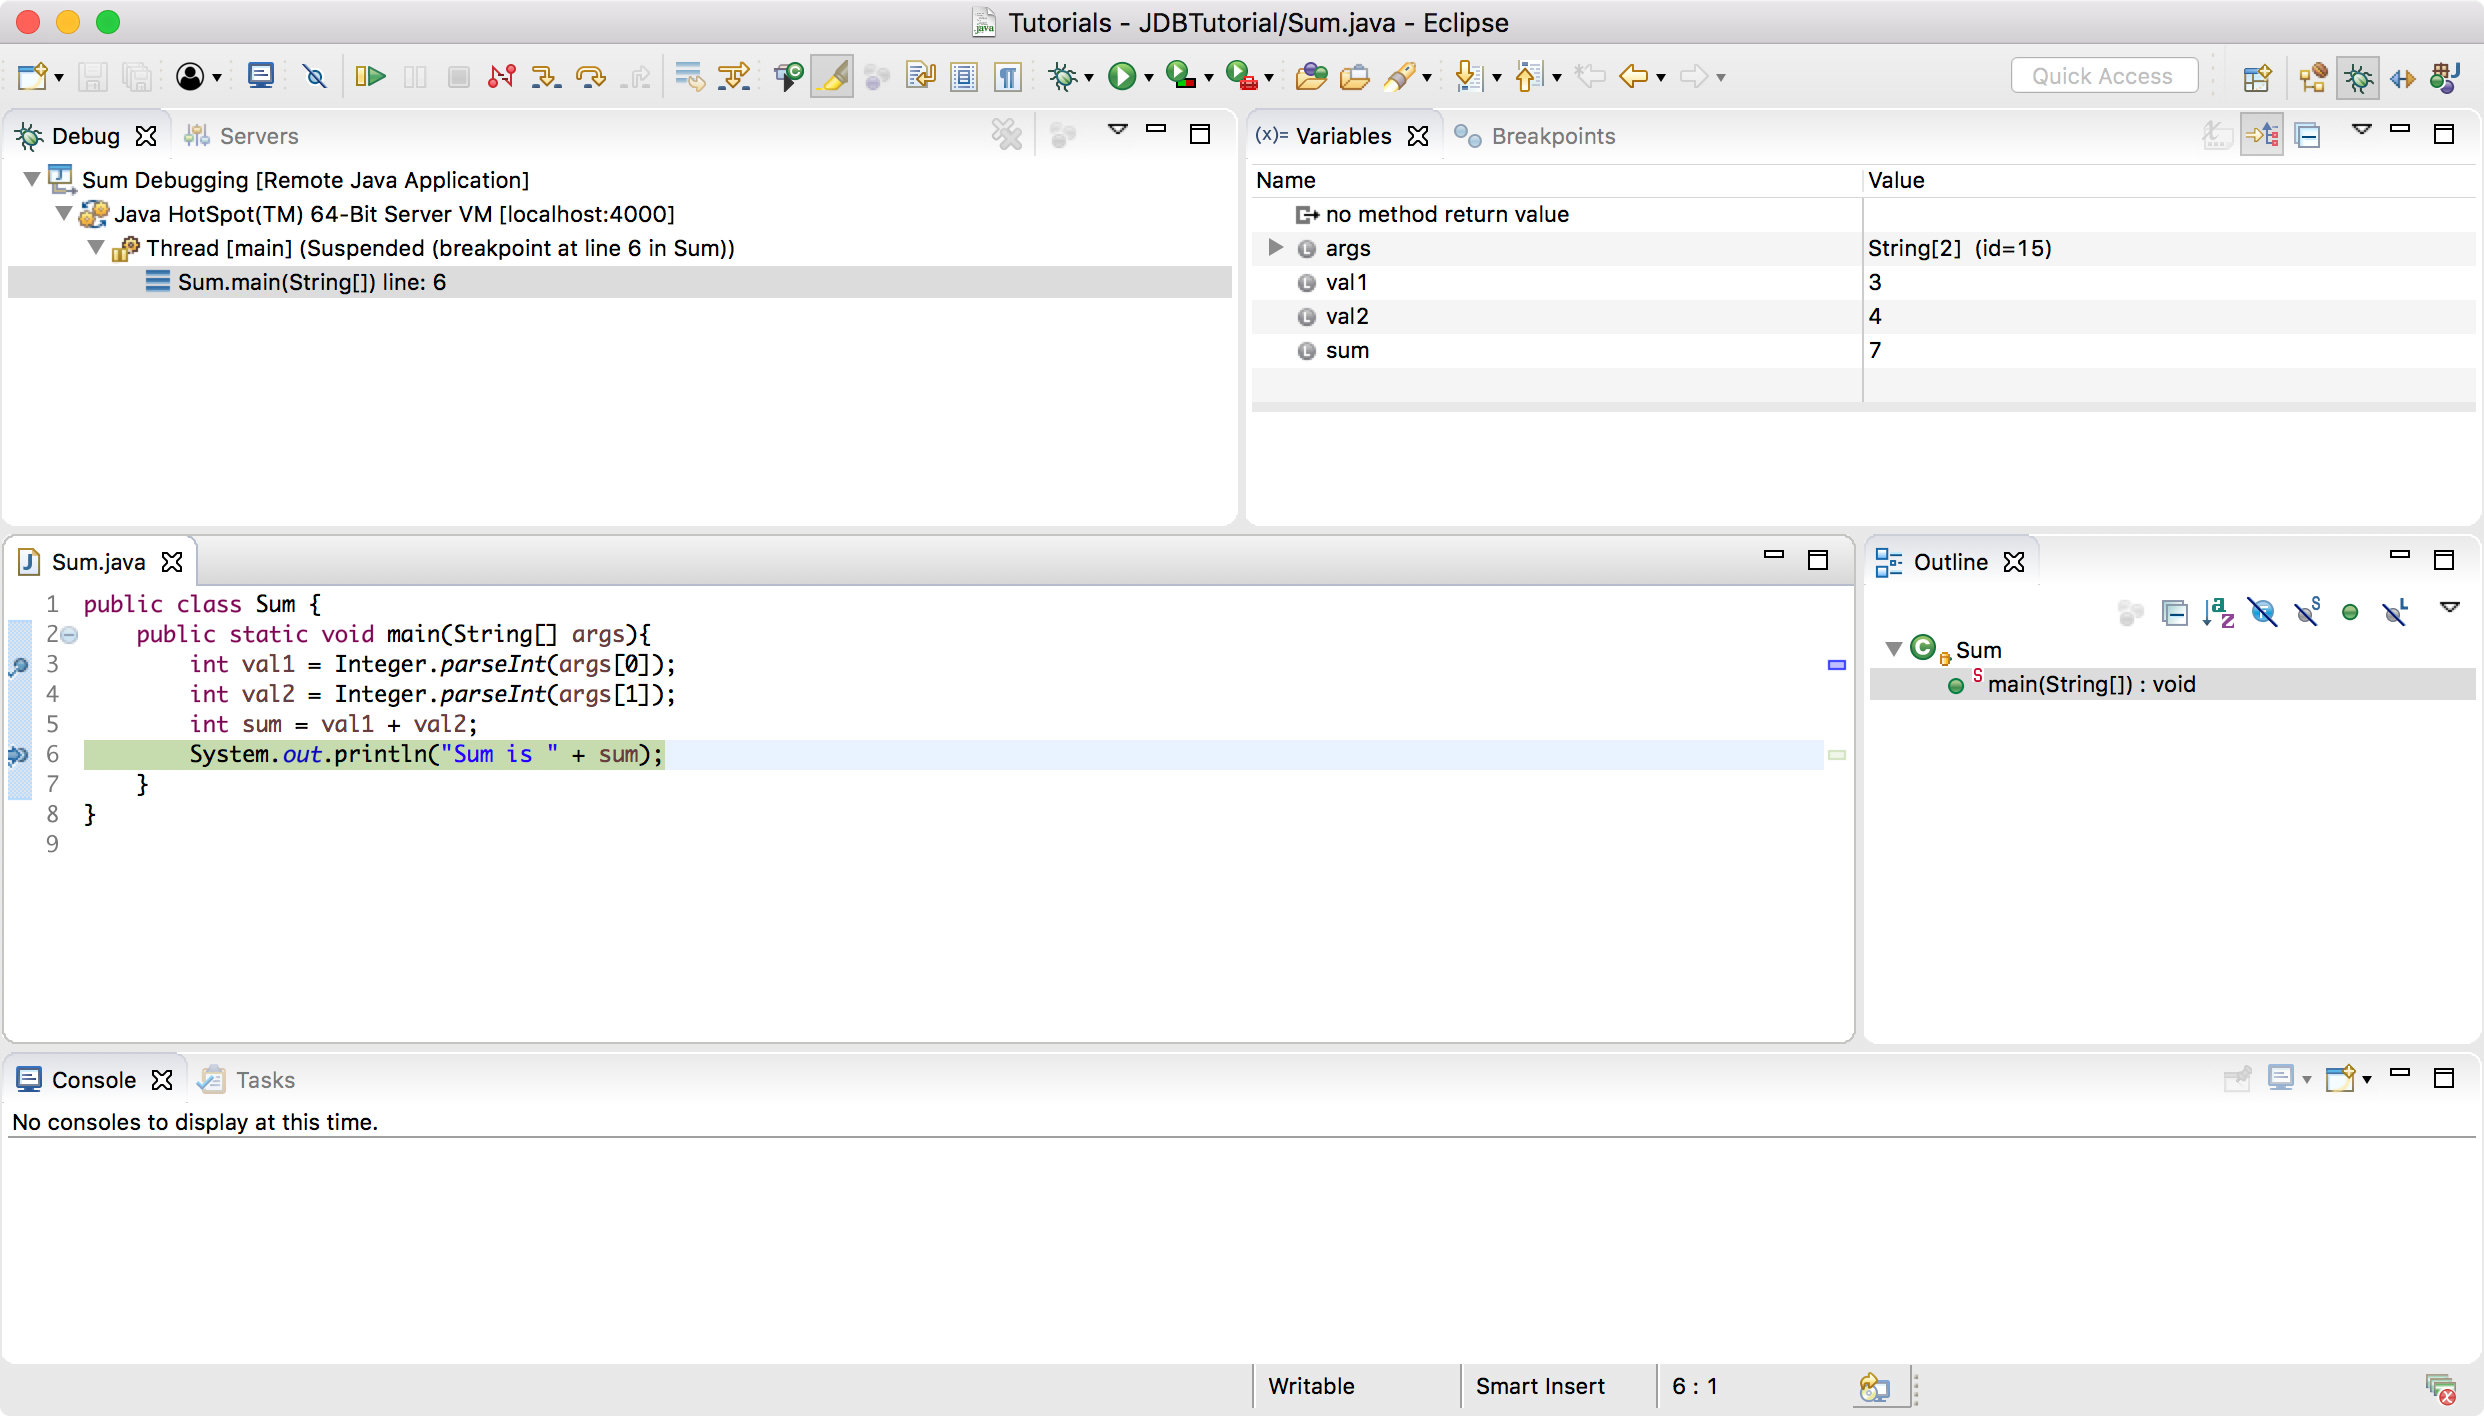 Tutorials - JDBTutorial/Sum.java - Eclipse
Quick Access
Debug Servers
Sum Debugging [Remote Java Application]
Java HotSpot(TM) 64-Bit Server VM [localhost:4000]
Thread [main] (Suspended (breakpoint at line 6 in Sum))
Sum.main(String[]) line: 6
(x)= Variables Breakpoints
Name Value
no method return value
args String[2] (id=15)
val1 3
val2 4
sum 7
Sum.java
1 public class Sum {
2 public static void main(String[] args){
3 int val1 = Integer.parseInt(args[0]);
4 int val2 = Integer.parseInt(args[1]);
5 int sum = val1 + val2;
6 System.out.println("Sum is " + sum);
7 }
8 }
9
Outline
Sum
main(String[]) : void
Console Tasks
No consoles to display at this time.
Writable Smart Insert 6 : 1